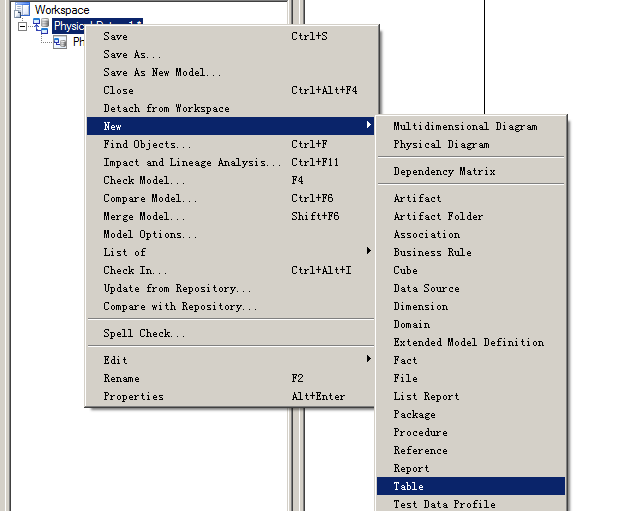 Workspace
Save Ctrl+S
Save As...
Save As New Model...
Close Ctrl+Alt+F4
Detach from Workspace
New
Find Objects... Ctrl+F
Impact and Lineage Analysis... Ctrl+F11
Check Model... F4
Compare Model... Ctrl+F6
Merge Model... Shift+F6
Model Options...
List of
Check In... Ctrl+Alt+I
Update from Repository...
Compare with Repository...
Spell Check...
Edit
Rename F2
Properties Alt+Enter
Multidimensional Diagram
Physical Diagram
Dependency Matrix
Artifact
Artifact Folder
Association
Business Rule
Cube
Data Source
Dimension
Domain
Extended Model Definition
Fact
File
List Report
Package
Procedure
Reference
Report
Table
Test Data Profile